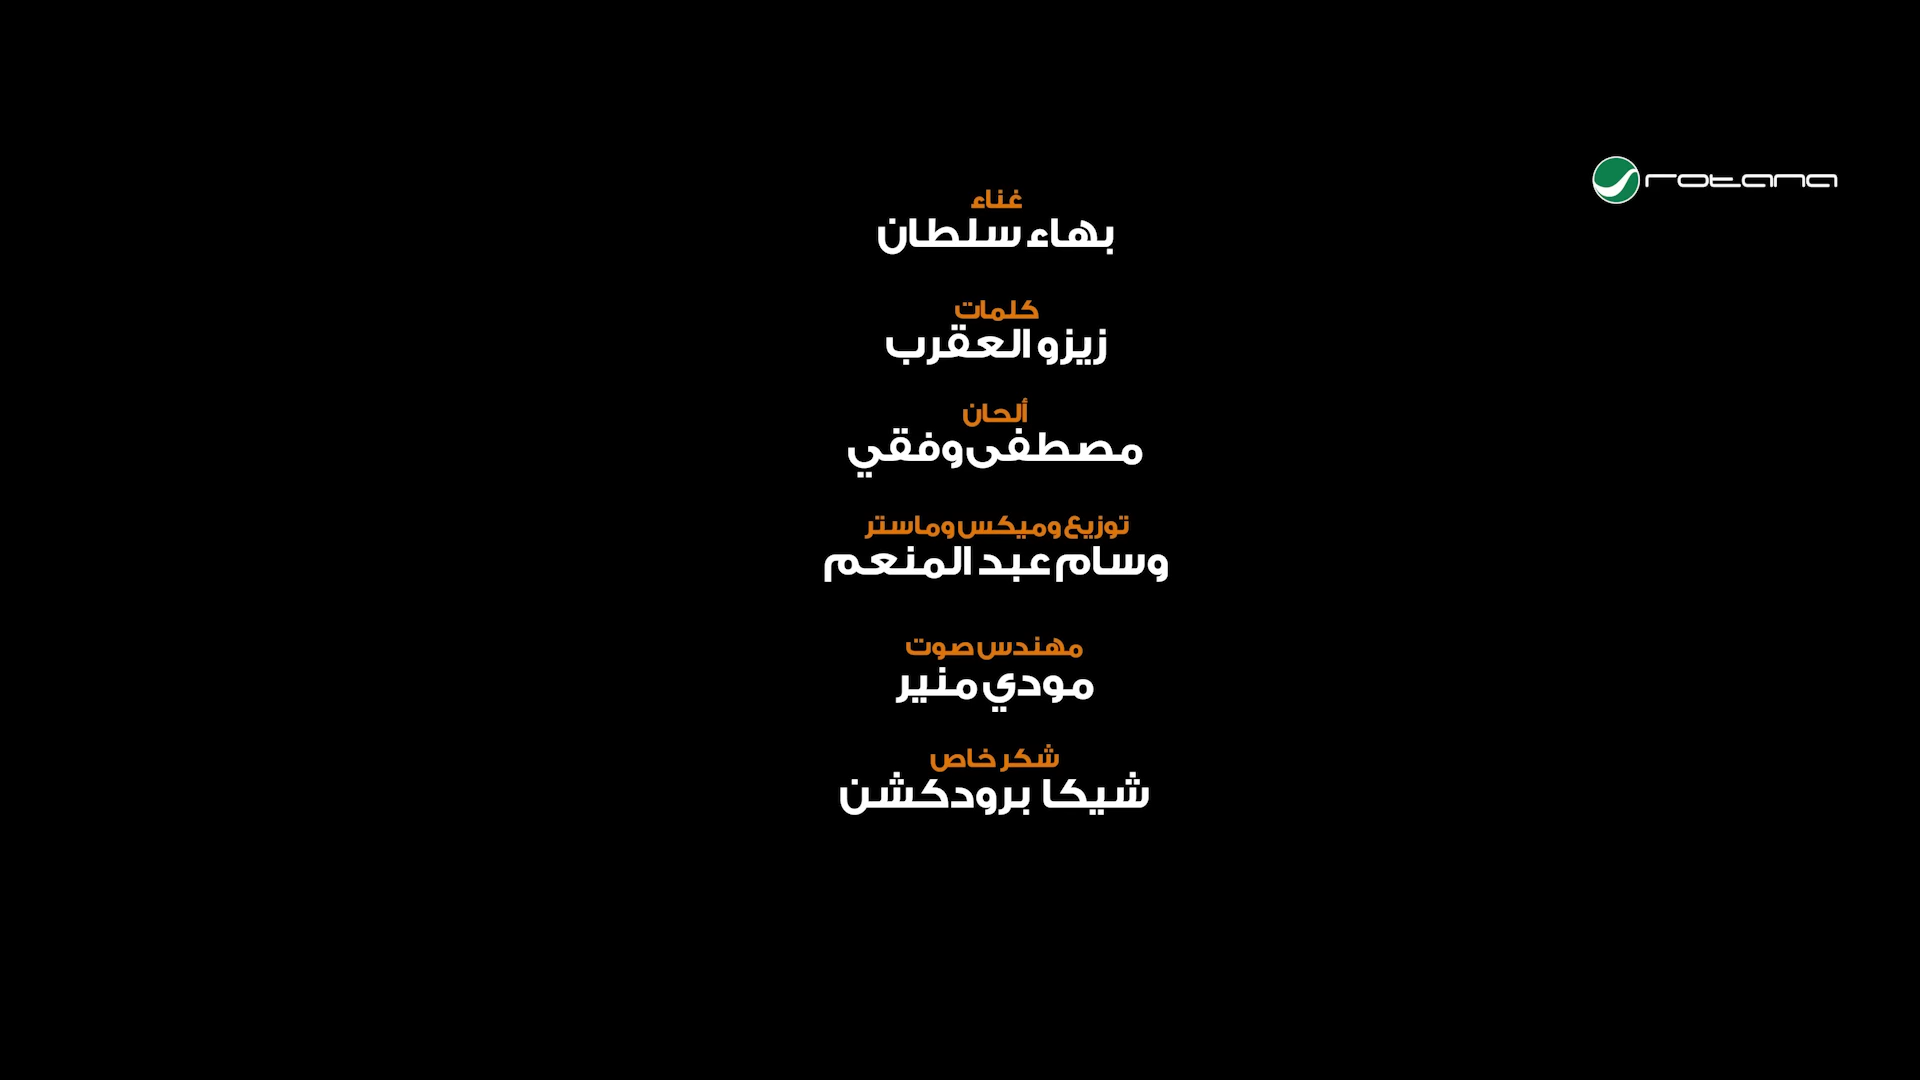 rotana
غناء
بهاء سلطان
كلمات
زيزو العقرب
ألحان
مصطفى وفقي
توزيع وميكس وماستر
وسام عبد المنعم
مهندس صوت
مودي منير
شكر خاص
شيكا برودكشن